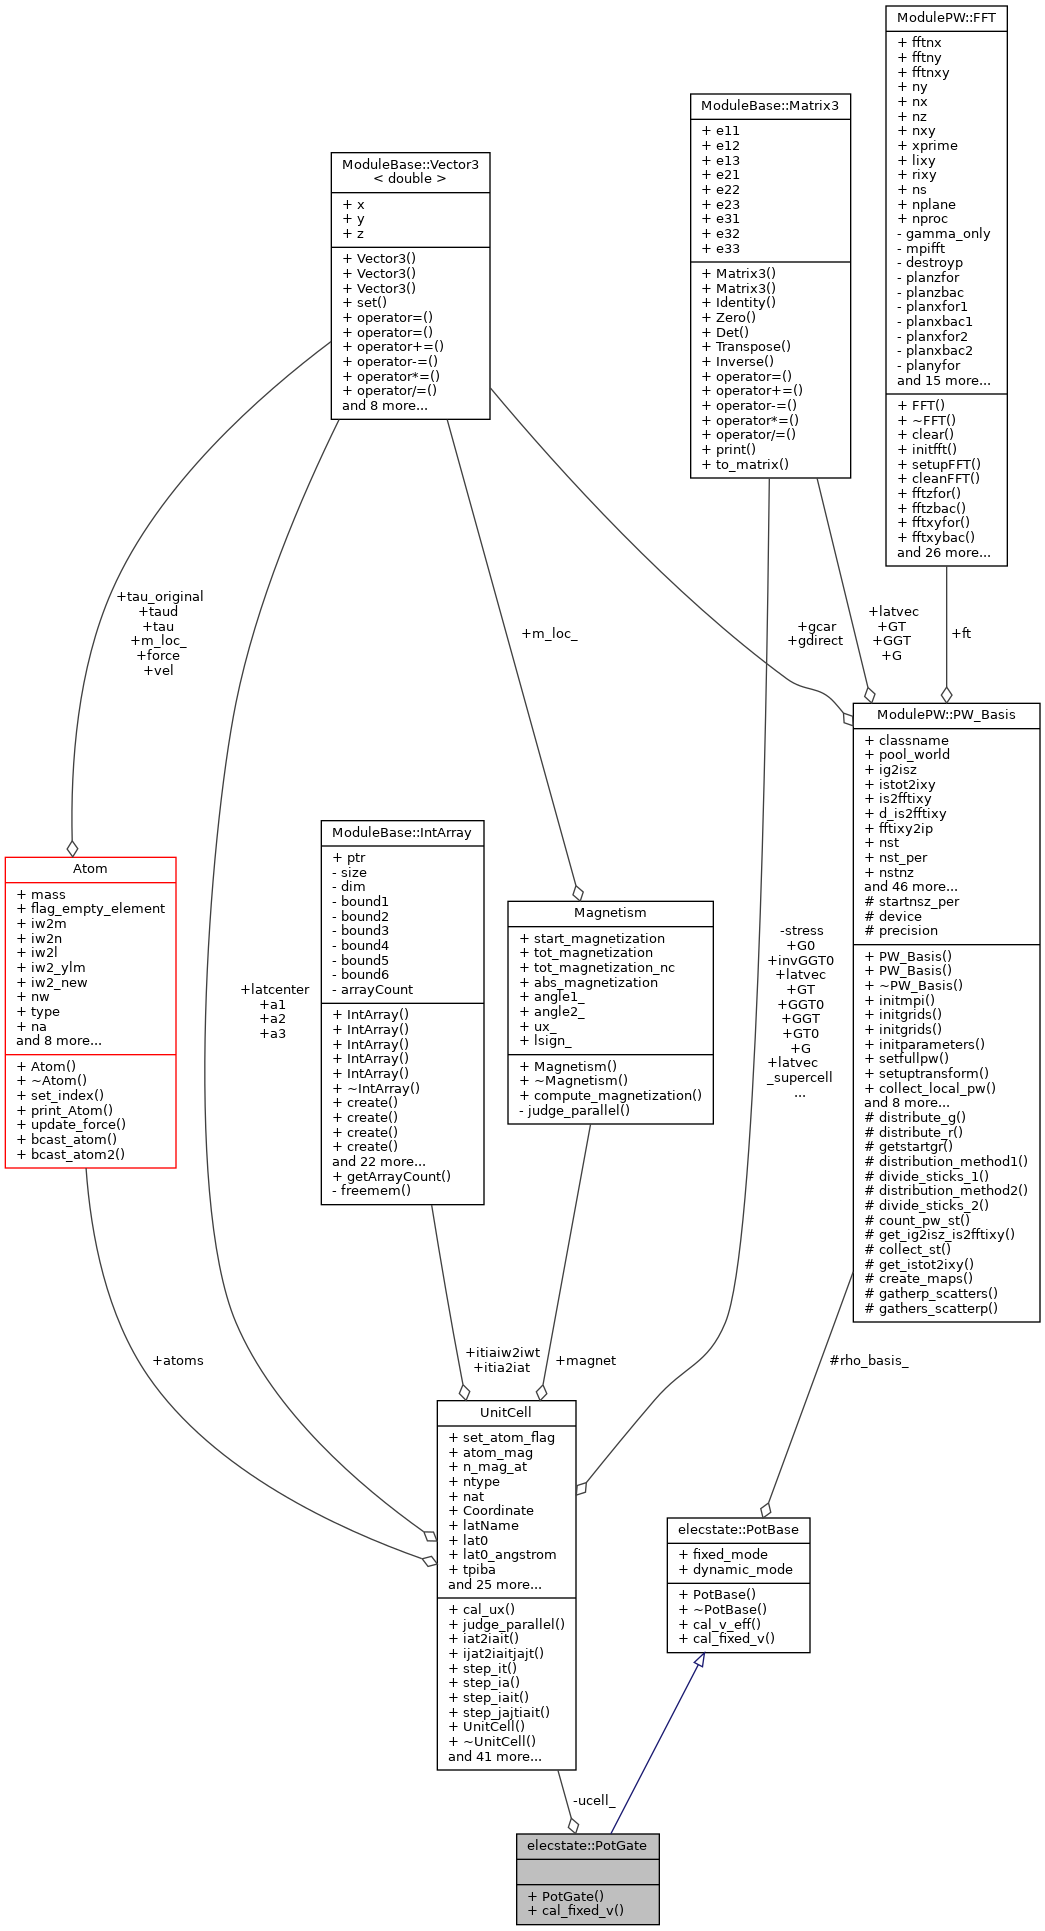 ModulePW::FFT
+ fftnx
+ fftny
+ fftnxy
+ ny
+ nx
+ nz
+ nxy
+ xprime
+ lixy
+ rixy
+ ns
+ nplane
+ nproc
- gamma_only
- mpifft
- destroyp
- planzfor
- planzbac
- planxfor1
- planxbac1
- planxfor2
- planxbac2
- planyfor
and 15 more...
+ FFT()
+ ~FFT()
+ clear()
+ initfft()
+ setupFFT()
+ cleanFFT()
+ fftzfor()
+ fftzbac()
+ fftxyfor()
+ fftxybac()
and 26 more...
ModuleBase::Matrix3
+ e11
+ e12
+ e13
+ e21
+ e22
+ e23
+ e31
+ e32
+ e33
+ Matrix3()
+ Matrix3()
+ Identity()
+ Zero()
+ Det()
+ Transpose()
+ Inverse()
+ operator=()
+ operator+=()
+ operator-=()
+ operator*=()
+ operator/=()
+ print()
+ to_matrix()
ModuleBase::Vector3
< double >
+ x
+ y
+ z
+ Vector3()
+ Vector3()
+ Vector3()
+ set()
+ operator=()
+ operator=()
+ operator+=()
+ operator-=()
+ operator*=()
+ operator/=()
and 8 more...
+tau_original
+taud
+tau
+m_loc_
+force
+vel
+m_loc_
+gcar
+gdirect
+latvec
+GT
+GGT
+G
+ft
ModulePW::PW_Basis
+ classname
+ pool_world
+ ig2isz
+ istot2ixy
+ is2fftixy
+ d_is2fftixy
+ fftixy2ip
+ nst
+ nst_per
+ nstnz
and 46 more...
# startnsz_per
# device
# precision
+ PW_Basis()
+ PW_Basis()
+ ~PW_Basis()
+ initmpi()
+ initgrids()
+ initgrids()
+ initparameters()
+ setfullpw()
+ setuptransform()
+ collect_local_pw()
and 8 more...
# distribute_g()
# distribute_r()
# getstartgr()
# distribution_method1()
# divide_sticks_1()
# distribution_method2()
# divide_sticks_2()
# count_pw_st()
# get_ig2isz_is2fftixy()
# collect_st()
# get_istot2ixy()
# create_maps()
# gatherp_scatters()
# gathers_scatterp()
Atom
+ mass
+ flag_empty_element
+ iw2m
+ iw2n
+ iw2l
+ iw2_ylm
+ iw2_new
+ nw
+ type
+ na
and 8 more...
+ Atom()
+ ~Atom()
+ set_index()
+ print_Atom()
+ update_force()
+ bcast_atom()
+ bcast_atom2()
+latcenter
+a1
+a2
+a3
ModuleBase::IntArray
+ ptr
- size
- dim
- bound1
- bound2
- bound3
- bound4
- bound5
- bound6
- arrayCount
+ IntArray()
+ IntArray()
+ IntArray()
+ IntArray()
+ IntArray()
+ ~IntArray()
+ create()
+ create()
+ create()
+ create()
and 22 more...
+ getArrayCount()
- freemem()
Magnetism
+ start_magnetization
+ tot_magnetization
+ tot_magnetization_nc
+ abs_magnetization
+ angle1_
+ angle2_
+ ux_
+ lsign_
+ Magnetism()
+ ~Magnetism()
+ compute_magnetization()
- judge_parallel()
-stress
+G0
+invGGT0
+latvec
+GT
+GGT0
+GGT
+GT0
+G
+latvec
_supercell
...
+atoms
+itiaiw2iwt
+itia2iat
+magnet
#rho_basis_
UnitCell
+ set_atom_flag
+ atom_mag
+ n_mag_at
+ ntype
+ nat
+ Coordinate
+ latName
+ lat0
+ lat0_angstrom
+ tpiba
and 25 more...
+ cal_ux()
+ judge_parallel()
+ iat2iait()
+ ijat2iaitjajt()
+ step_it()
+ step_ia()
+ step_iait()
+ step_jajtiait()
+ UnitCell()
+ ~UnitCell()
and 41 more...
elecstate::PotBase
+ fixed_mode
+ dynamic_mode
+ PotBase()
+ ~PotBase()
+ cal_v_eff()
+ cal_fixed_v()
-ucell_
elecstate::PotGate
+ PotGate()
+ cal_fixed_v()